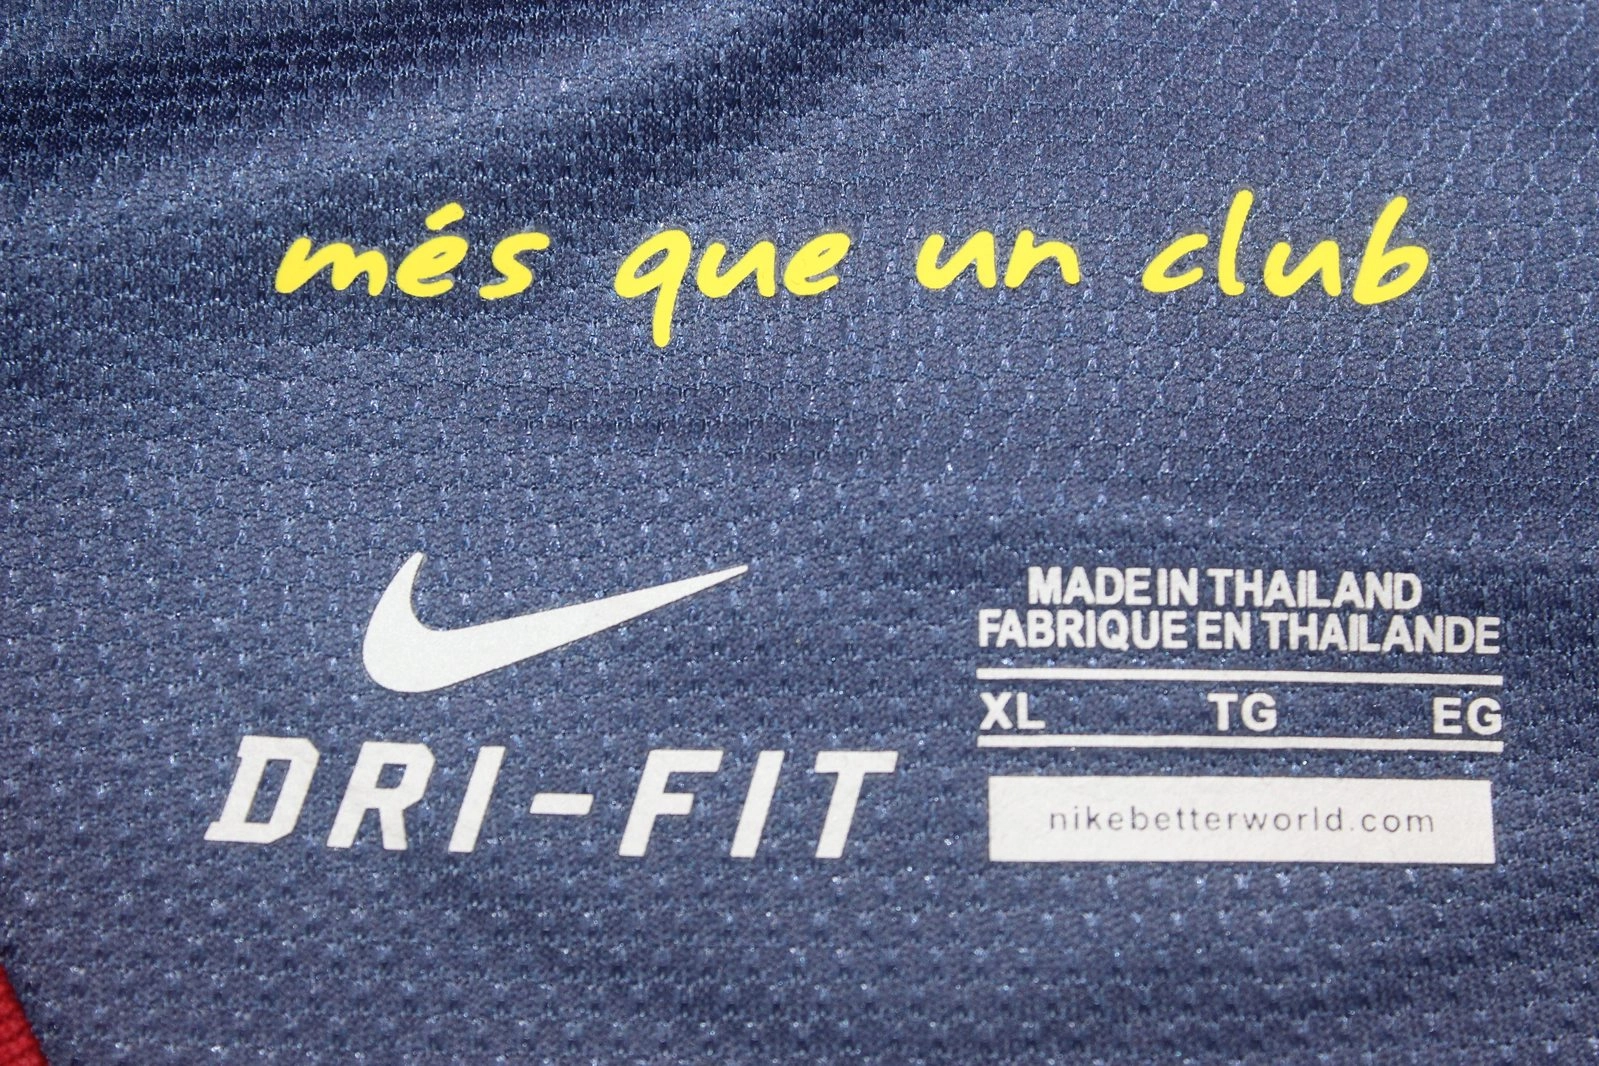 més que un club
MADE IN THAILAND
FABRIQUE EN THAILANDE
XL TG EG
DRI-FIT
nikebetterworld.com